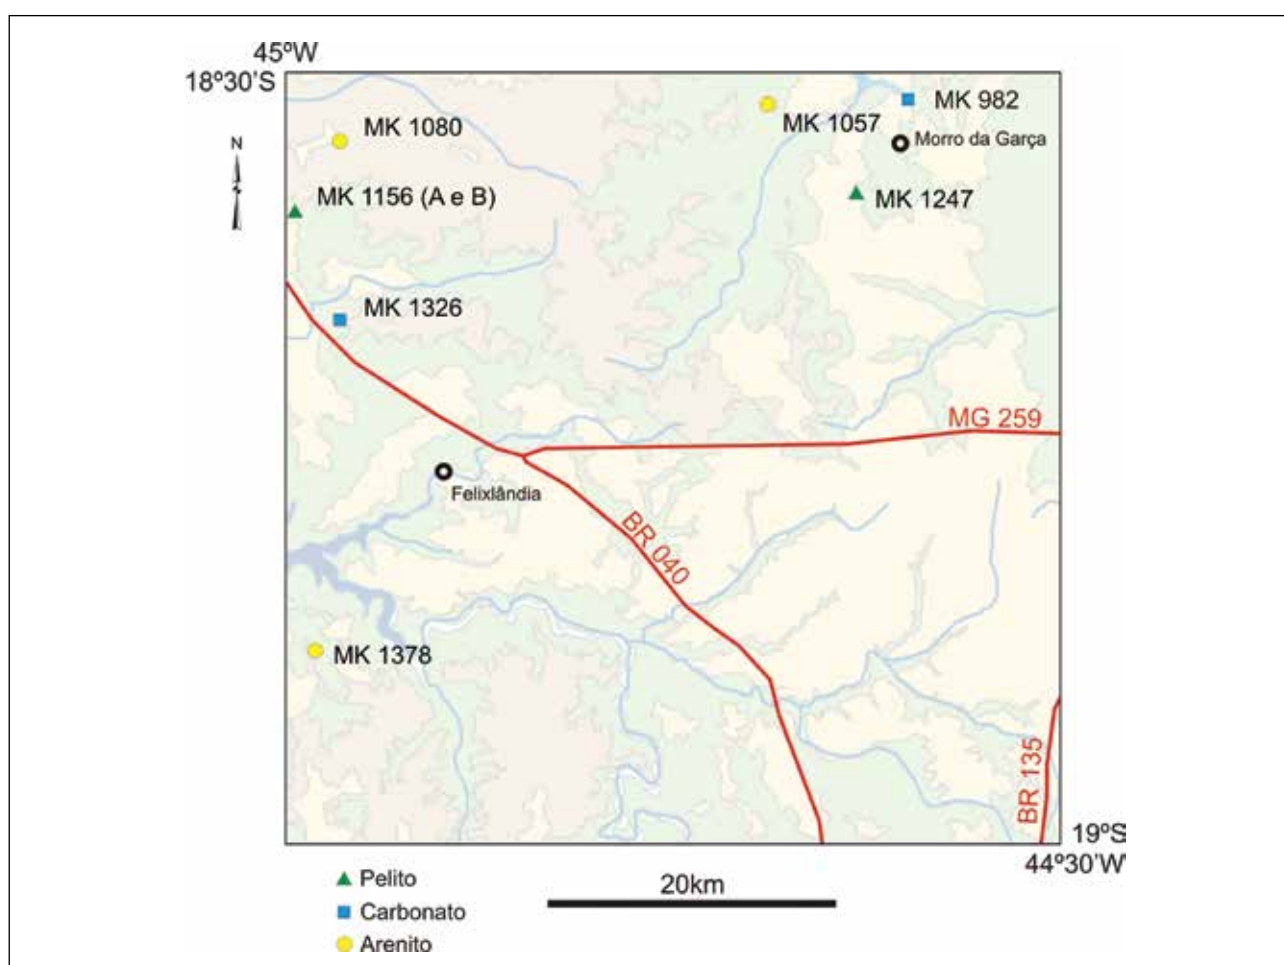 45ºW
18º30'S
MK 982
MK 1057
MK 1080
Morro da Garça
N
MK 1156 (A e B)
MK 1247
MK 1326
MG 259
Felixlândia
BR 040
MK 1378
BR 135
19ºS
44º30'W
Pelito
20km
Carbonato
Arenito